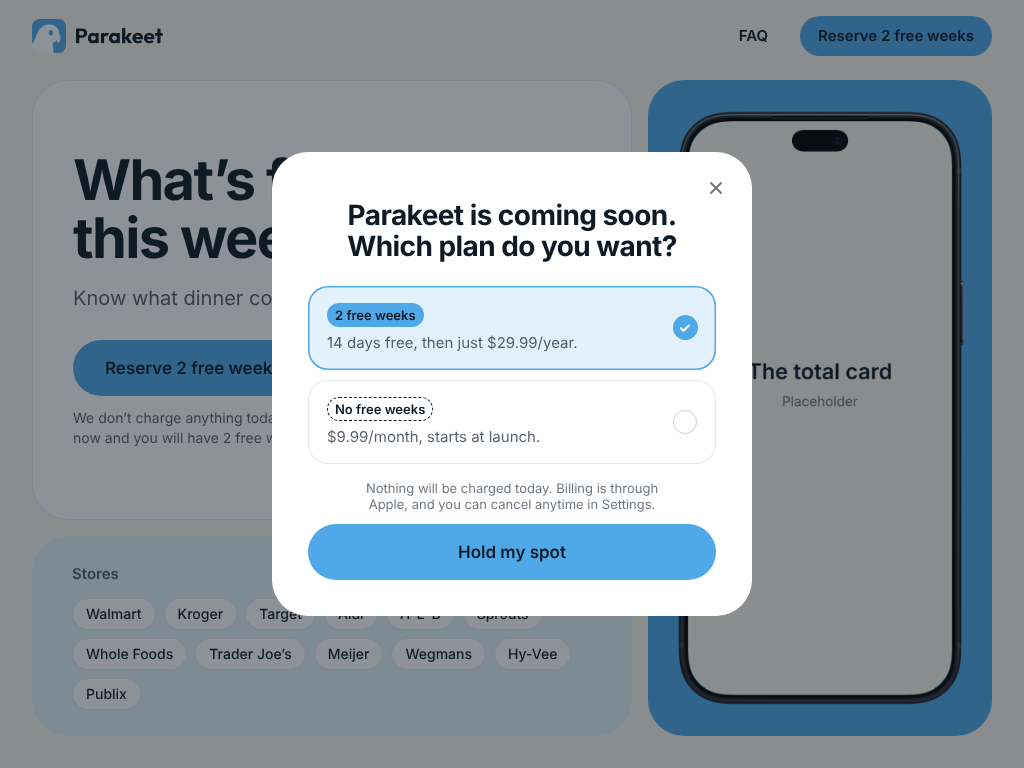 Parakeet
FAQ
Reserve 2 free weeks
What’s
this wee
Know what dinner co
Reserve 2 free week
We don’t charge anything toda
now and you will have 2 free w
Parakeet is coming soon.
Which plan do you want?
2 free weeks
14 days free, then just $29.99/year.
No free weeks
$9.99/month, starts at launch.
Nothing will be charged today. Billing is through
Apple, and you can cancel anytime in Settings.
Hold my spot
The total card
Placeholder
Stores
Walmart Kroger Target Aldi H-E-B Sprouts
Whole Foods Trader Joe’s Meijer Wegmans Hy-Vee
Publix